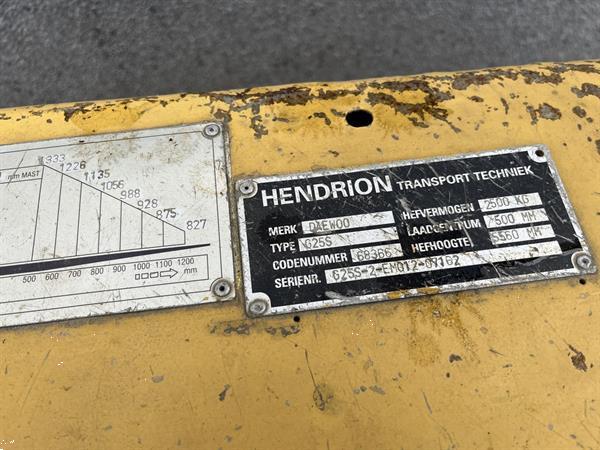 mm MAST
1333
1226
1135
1056
988
928
875
827
500 600 700 800 900 1000 1100 1200
mm
HENDRION TRANSPORT TECHNIEK
MERK DAEWOO HEFVERMOGEN 2500 KG
TYPE G25S LAADCENTRUM 500 MM
CODENUMMER HEFHOOGTE 5560 MM
SERIENR. G25S-2-EM012-07102